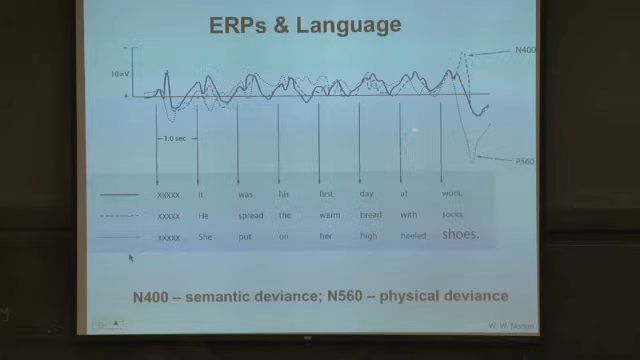 ERPs & Language
N400
10
+
1.0 sec
P560
xxxxx It was his first day at work.
xxxxx He spread the warm bread with socks.
xxxxx She put on her high heeled shoes.
N400 – semantic deviance; N560 – physical deviance
W. W. Norton